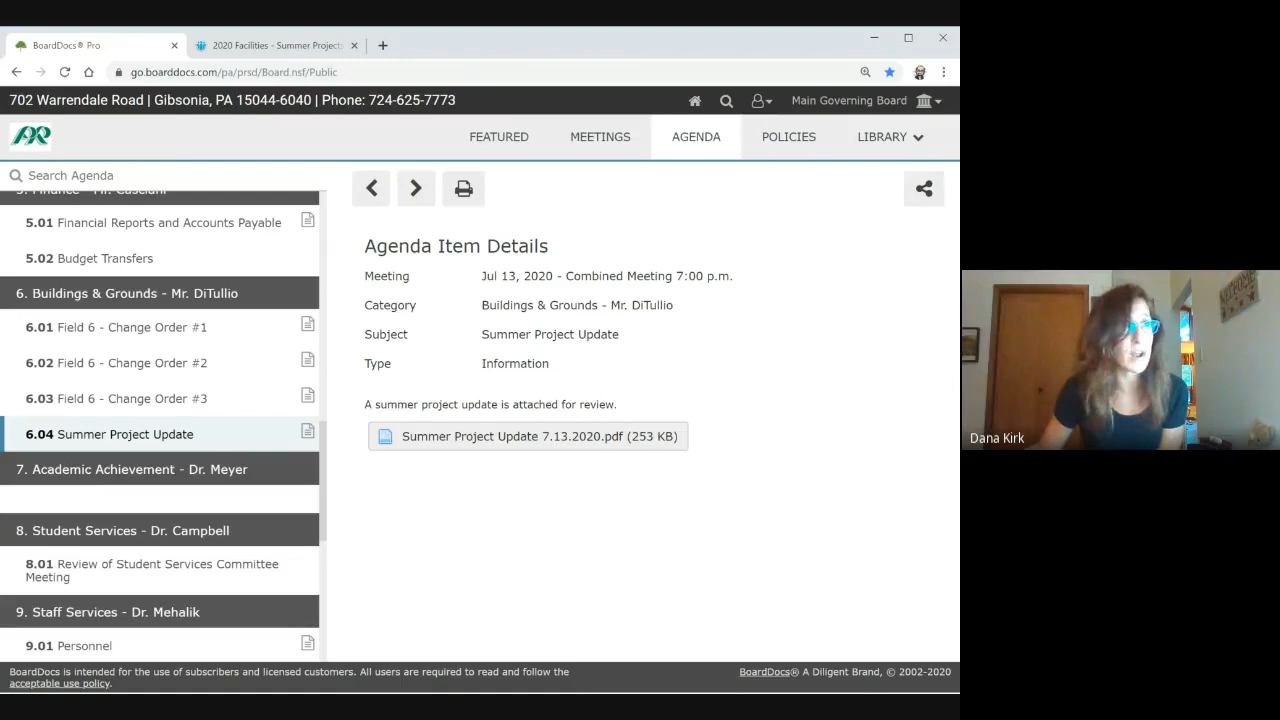 BoardDocs® Pro
2020 Facilities - Summer Projects
go.boarddocs.com/pa/prsd/Board.nsf/Public
702 Warrendale Road | Gibsonia, PA 15044-6040 | Phone: 724-625-7773
Main Governing Board
PR
FEATURED
MEETINGS
AGENDA
POLICIES
LIBRARY
Search Agenda
5. Finance - Mr. Casciani
5.01 Financial Reports and Accounts Payable
5.02 Budget Transfers
6. Buildings & Grounds - Mr. DiTullio
6.01 Field 6 - Change Order #1
6.02 Field 6 - Change Order #2
6.03 Field 6 - Change Order #3
6.04 Summer Project Update
7. Academic Achievement - Dr. Meyer
8. Student Services - Dr. Campbell
8.01 Review of Student Services Committee
Meeting
9. Staff Services - Dr. Mehalik
9.01 Personnel
Agenda Item Details
Meeting Jul 13, 2020 - Combined Meeting 7:00 p.m.
Category Buildings & Grounds - Mr. DiTullio
Subject Summer Project Update
Type Information
A summer project update is attached for review.
Summer Project Update 7.13.2020.pdf (253 KB)
WELCOME
Dana Kirk
BoardDocs is intended for the use of subscribers and licensed customers. All users are required to read and follow the
acceptable use policy.
BoardDocs® A Diligent Brand, © 2002-2020